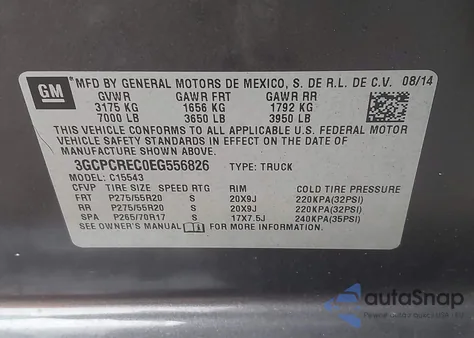 GM
MFD BY GENERAL MOTORS DE MEXICO, S. DE R.L. DE C.V. 08/14
GVWR GAWR FRT GAWR RR
3175 KG 1656 KG 1792 KG
7000 LB 3650 LB 3950 LB
THIS VEHICLE CONFORMS TO ALL APPLICABLE U.S. FEDERAL MOTOR
VEHICLE SAFETY STANDARDS IN EFFECT ON THE DATE OF
MANUFACTURE SHOWN ABOVE.
3GCPCREC0EG556826 TYPE: TRUCK
MODEL: C15543
CFVP TIRE SIZE SPEED RTG RIM COLD TIRE PRESSURE
FRT P275/55R20 S 20X9J 220KPA(32PSI)
RR P275/55R20 S 20X9J 220KPA(32PSI)
SPA P265/70R17 S 17X7.5J 240KPA(35PSI)
SEE OWNER'S MANUAL FOR MORE INFORMATION.
autoSnap